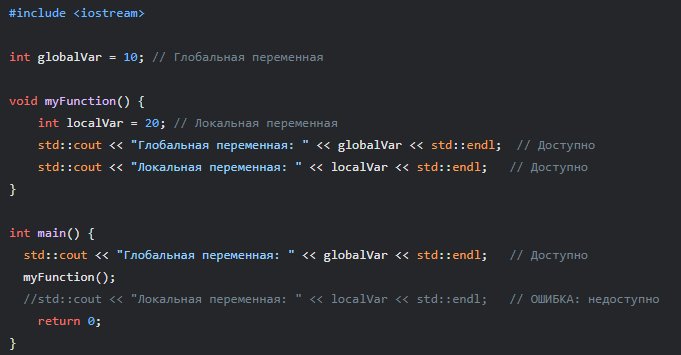 #include <iostream>

int globalVar = 10; // Глобальная переменная

void myFunction() {
    int localVar = 20; // Локальная переменная
    std::cout << "Глобальная переменная: " << globalVar << std::endl;  // Доступно
    std::cout << "Локальная переменная: " << localVar << std::endl;   // Доступно
}

int main() {
  std::cout << "Глобальная переменная: " << globalVar << std::endl;   // Доступно
  myFunction();
  //std::cout << "Локальная переменная: " << localVar << std::endl;   // ОШИБКА: недоступно
    return 0;
}